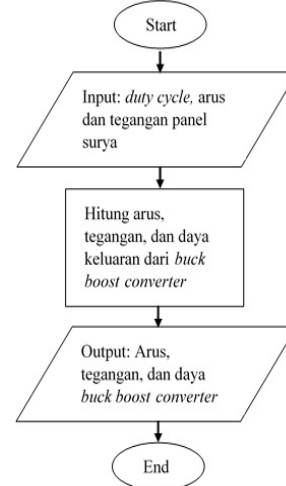 Start
Input: duty cycle, arus
dan tegangan panel
surya
Hitung arus,
tegangan, dan daya
keluaran dari buck
boost converter
Output: Arus,
tegangan, dan daya
buck boost converter
End